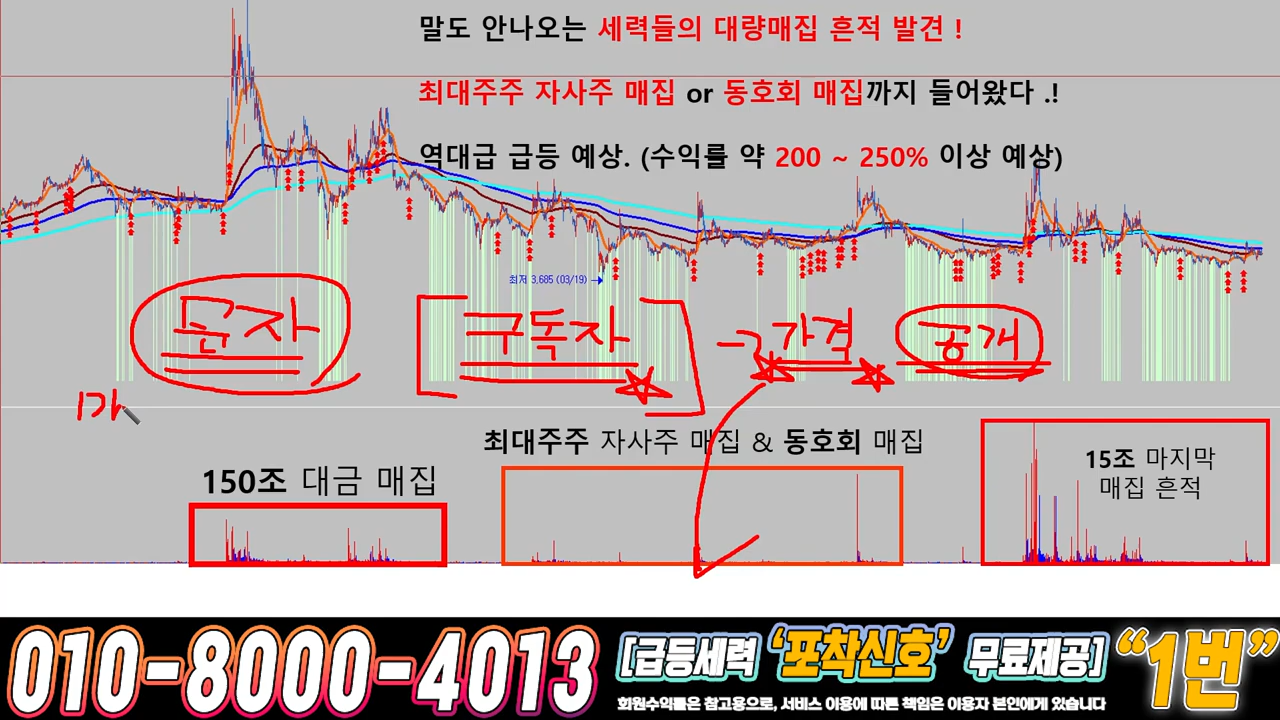 말도 안나오는 세력들의 대량매집 흔적 발견 !
최대주주 자사주 매집 or 동호회 매집까지 들어왔다 .!
역대급 급등 예상. (수익률 약 200 ~ 250% 이상 예상)
최저 3,685 (03/19)
문자
구독자
가격 공개
최대주주 자사주 매집 & 동호회 매집
15조 마지막
매집 흔적
150조 대금 매집
010-8000-4013
[급등세력 ‘포착신호’ 무료제공] “1번”
회원수익률은 참고용으로, 서비스 이용에 따른 책임은 이용자 본인에게 있습니다